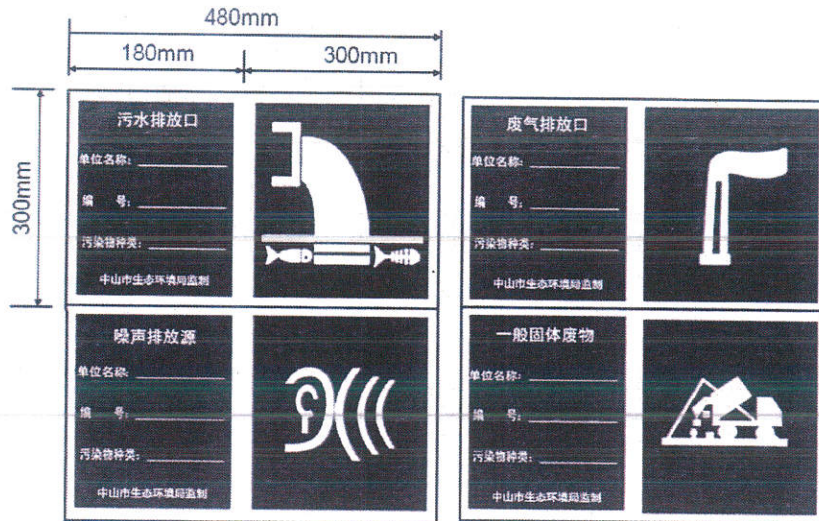 480mm
180mm
300mm
300mm
污水排放口
单位名称：
编 号：
污染物种类：
中山市生态环境局监制
废气排放口
单位名称：
编 号：
污染物种类：
中山市生态环境局监制
噪声排放源
单位名称：
编 号：
污染物种类：
中山市生态环境局监制
一般固体废物
单位名称：
编 号：
污染物种类：
中山市生态环境局监制